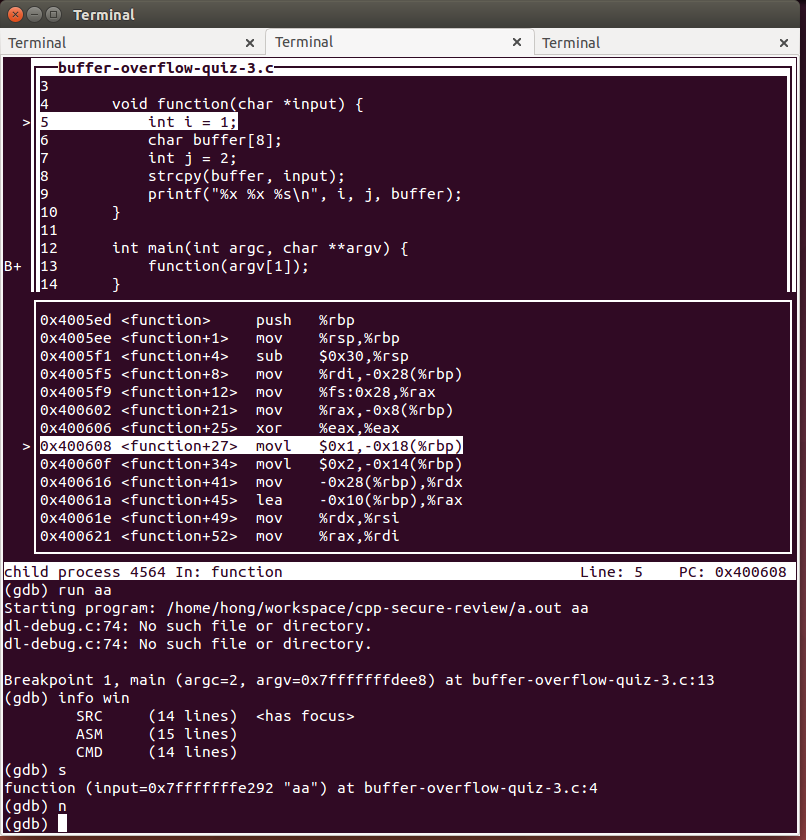 Terminal
Terminal
Terminal
Terminal
buffer-overflow-quiz-3.c
3
4 void function(char *input) {
> 5 int i = 1;
6 char buffer[8];
7 int j = 2;
8 strcpy(buffer, input);
9 printf("%x %x %s\n", i, j, buffer);
10 }
11
12 int main(int argc, char **argv) {
B+ 13 function(argv[1]);
14 }
0x4005ed <function> push %rbp
0x4005ee <function+1> mov %rsp,%rbp
0x4005f1 <function+4> sub $0x30,%rsp
0x4005f5 <function+8> mov %rdi,-0x28(%rbp)
0x4005f9 <function+12> mov %fs:0x28,%rax
0x400602 <function+21> mov %rax,-0x8(%rbp)
0x400606 <function+25> xor %eax,%eax
> 0x400608 <function+27> movl $0x1,-0x18(%rbp)
0x40060f <function+34> movl $0x2,-0x14(%rbp)
0x400616 <function+41> mov -0x28(%rbp),%rdx
0x40061a <function+45> lea -0x10(%rbp),%rax
0x40061e <function+49> mov %rdx,%rsi
0x400621 <function+52> mov %rax,%rdi
child process 4564 In: function Line: 5 PC: 0x400608
(gdb) run aa
Starting program: /home/hong/workspace/cpp-secure-review/a.out aa
dl-debug.c:74: No such file or directory.
dl-debug.c:74: No such file or directory.
Breakpoint 1, main (argc=2, argv=0x7fffffffdee8) at buffer-overflow-quiz-3.c:13
(gdb) info win
SRC (14 lines) <has focus>
ASM (15 lines)
CMD (14 lines)
(gdb) s
function (input=0x7fffffffe292 "aa") at buffer-overflow-quiz-3.c:4
(gdb) n
(gdb)